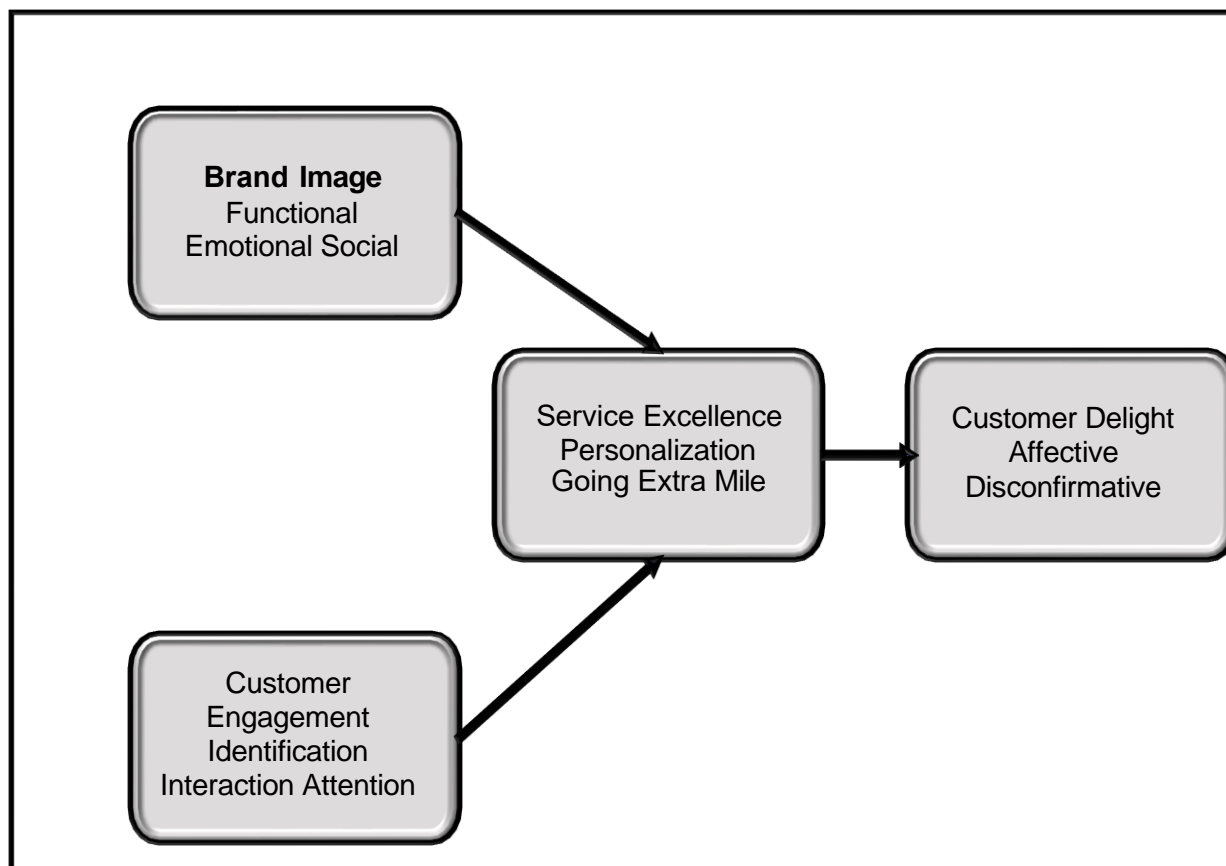 Brand Image
Functional
Emotional Social
Service Excellence
Personalization
Going Extra Mile
Customer Delight
Affective
Disconfirmative
Customer
Engagement
Identification
Interaction Attention